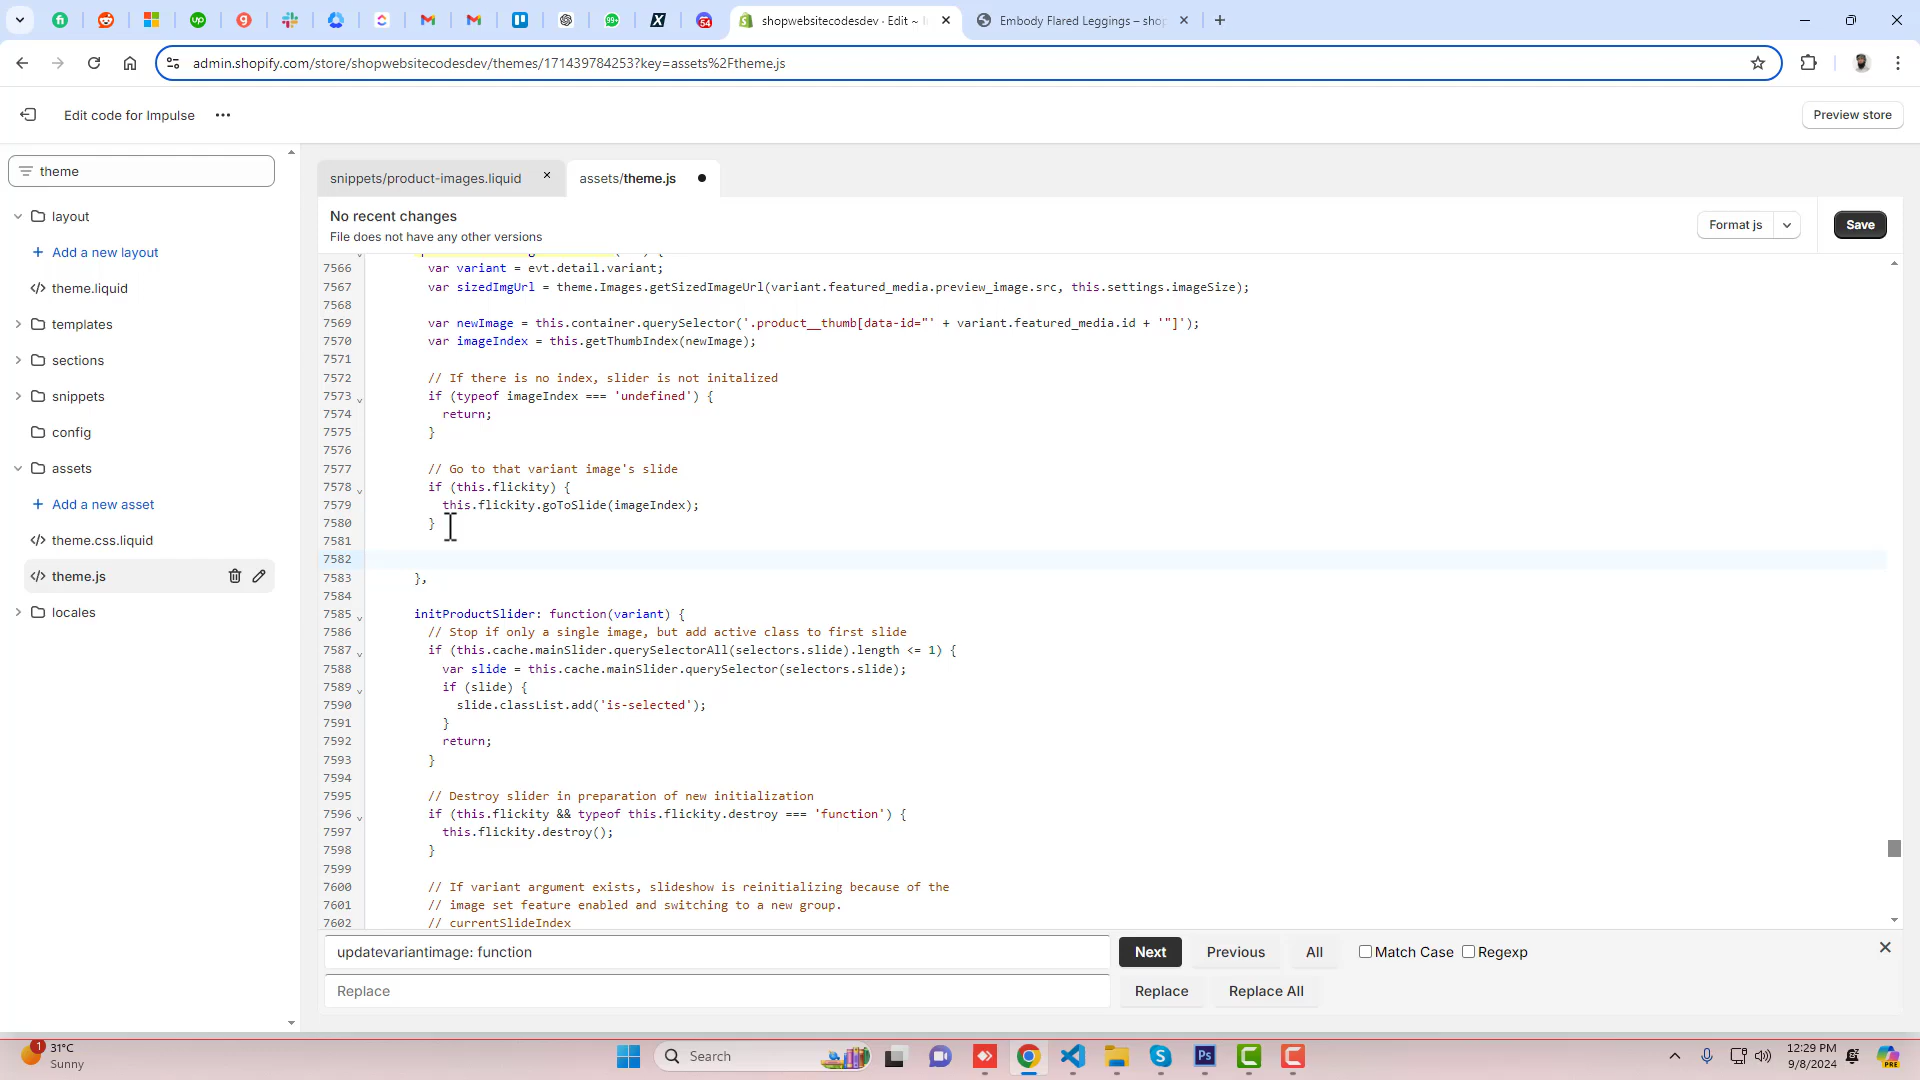 shopwebsitecodesdev · Edit ~ I
Embody Flared Leggings – shop
admin.shopify.com/store/shopwebsitecodesdev/themes/171439784253?key=assets%2Ftheme.js
Edit code for Impulse
Preview store
theme
snippets/product-images.liquid
assets/theme.js
No recent changes
File does not have any other versions
Format js
Save
layout
Add a new layout
theme.liquid
templates
sections
snippets
config
assets
Add a new asset
theme.css.liquid
theme.js
locales
7566 var variant = evt.detail.variant;
7567 var sizedImgUrl = theme.Images.getSizedImageUrl(variant.featured_media.preview_image.src, this.settings.imageSize);
7568
7569 var newImage = this.container.querySelector('.product__thumb[data-id="' + variant.featured_media.id + '"]');
7570 var imageIndex = this.getThumbIndex(newImage);
7571
7572 // If there is no index, slider is not initalized
7573 if (typeof imageIndex === 'undefined') {
7574 return;
7575 }
7576
7577 // Go to that variant image's slide
7578 if (this.flickity) {
7579 this.flickity.goToSlide(imageIndex);
7580 }
7581
7582
7583 },
7584
7585 initProductSlider: function(variant) {
7586 // Stop if only a single image, but add active class to first slide
7587 if (this.cache.mainSlider.querySelectorAll(selectors.slide).length <= 1) {
7588 var slide = this.cache.mainSlider.querySelector(selectors.slide);
7589 if (slide) {
7590 slide.classList.add('is-selected');
7591 }
7592 return;
7593 }
7594
7595 // Destroy slider in preparation of new initialization
7596 if (this.flickity && typeof this.flickity.destroy === 'function') {
7597 this.flickity.destroy();
7598 }
7599
7600 // If variant argument exists, slideshow is reinitializing because of the
7601 // image set feature enabled and switching to a new group.
7602 // currentSlideIndex
updatevariantimage: function
Next
Previous
All
Match Case
Regexp
Replace
Replace
Replace All
1
31°C
Sunny
Search
12:29 PM
9/8/2024